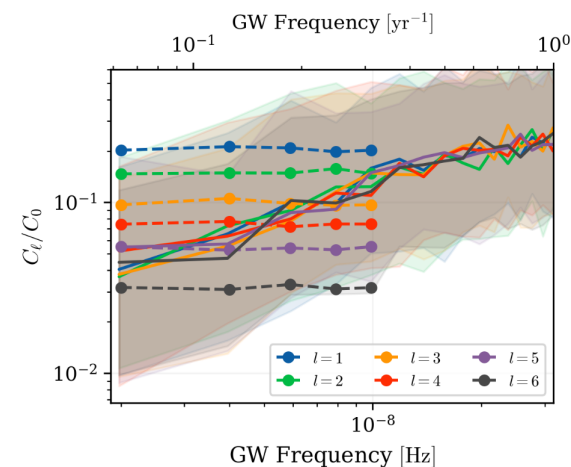 GW Frequency [yr⁻¹]
10⁻¹ 10⁰
10⁻¹
10⁻²
C_ℓ/C_0
l = 1 l = 3 l = 5
l = 2 l = 4 l = 6
10⁻⁸
GW Frequency [Hz]